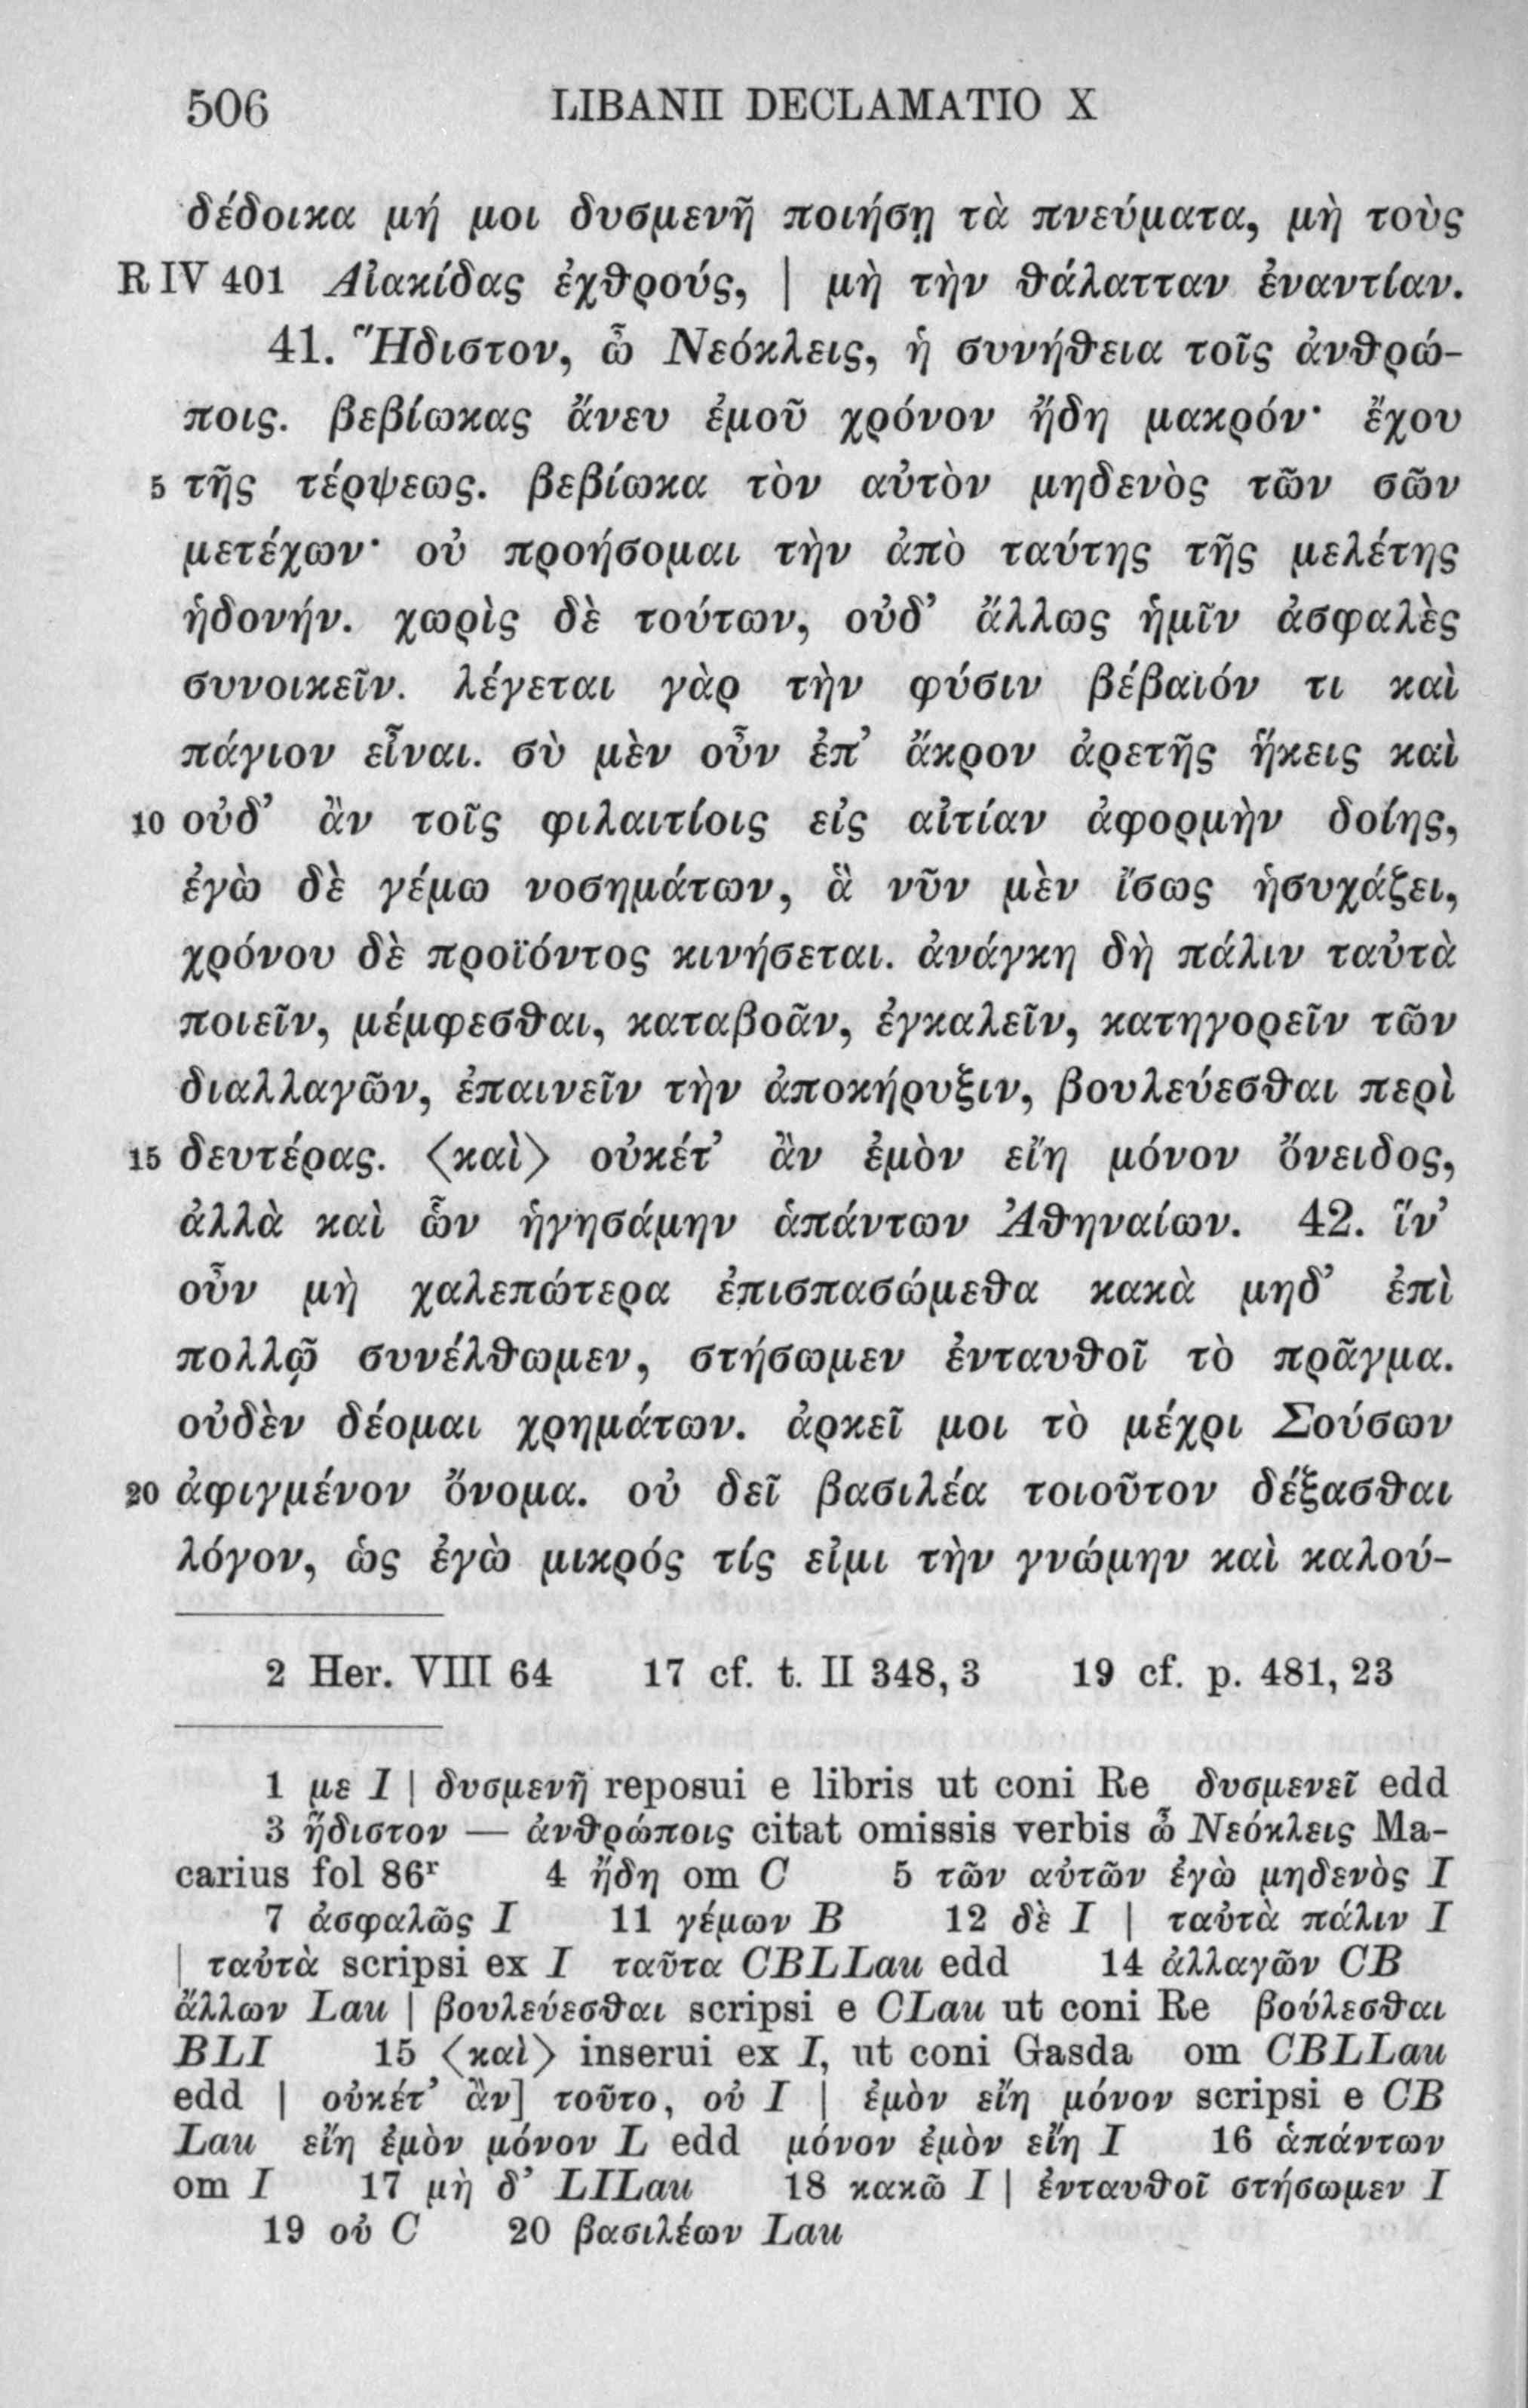 506 LIBANII DECLAMATIO X
δέδοικα μή μοι δυσμενῆ ποιήσῃ τὰ πνεύματα, μὴ τοὺς
R IV 401 Αἰακίδας ἐχθρούς, | μὴ τὴν θάλατταν ἐναντίαν.
41. Ἥδιστον, ὦ Νεόκλεις, ἡ συνήθεια τοῖς ἀνθρώ-
ποις. βεβίωκας ἄνευ ἐμοῦ χρόνον ἤδη μακρόν· ἔχου
5 τῆς τέρψεως. βεβίωκα τὸν αὐτὸν μηδενὸς τῶν σῶν
μετέχων· οὐ προήσομαι τὴν ἀπὸ ταύτης τῆς μελέτης
ἡδονήν. χωρὶς δὲ τούτων, οὐδ’ ἄλλως ἡμῖν ἀσφαλὲς
συνοικεῖν. λέγεται γὰρ τὴν φύσιν βέβαιόν τι καὶ
πάγιον εἶναι. σὺ μὲν οὖν ἐπ’ ἄκρον ἀρετῆς ἥκεις καὶ
10 οὐδ’ ἂν τοῖς φιλαιτίοις εἰς αἰτίαν ἀφορμὴν δοίης,
ἐγὼ δὲ γέμω νοσημάτων, ἃ νῦν μὲν ἴσως ἡσυχάζει,
χρόνου δὲ προϊόντος κινήσεται. ἀνάγκη δὴ πάλιν ταὐτὰ
ποιεῖν, μέμφεσθαι, καταβοᾶν, ἐγκαλεῖν, κατηγορεῖν τῶν
διαλλαγῶν, ἐπαινεῖν τὴν ἀποκήρυξιν, βουλεύεσθαι περὶ
15 δευτέρας. ⟨καὶ⟩ οὐκέτ’ ἂν ἐμὸν εἴη μόνον ὄνειδος,
ἀλλὰ καὶ ὧν ἡγησάμην ἁπάντων Ἀθηναίων. 42. ἵν’
οὖν μὴ χαλεπώτερα ἐπισπασώμεθα κακὰ μηδ’ ἐπὶ
πολλῷ συνέλθωμεν, στήσωμεν ἐνταυθοῖ τὸ πρᾶγμα.
οὐδὲν δέομαι χρημάτων. ἀρκεῖ μοι τὸ μέχρι Σούσων
20 ἀφιγμένον ὄνομα. οὐ δεῖ βασιλέα τοιοῦτον δέξασθαι
λόγον, ὡς ἐγὼ μικρός τίς εἰμι τὴν γνώμην καὶ καλού-
2 Her. VIII 64 17 cf. t. II 348, 3 19 cf. p. 481, 23
1 με I | δυσμενῆ reposui e libris ut coni Re δυσμενεῖ edd
3 ἥδιστον — ἀνθρώποις citat omissis verbis ὦ Νεόκλεις Ma-
carius fol 86ʳ 4 ἤδη om C 5 τῶν αὐτῶν ἐγὼ μηδενὸς I
7 ἀσφαλῶς I 11 γέμων B 12 δὲ I | ταὐτὰ πάλιν I
| ταὐτὰ scripsi ex I ταῦτα CBLLau edd 14 ἀλλαγῶν CB
ἄλλων Lau | βουλεύεσθαι scripsi e CLau ut coni Re βούλεσθαι
BLI 15 ⟨καὶ⟩ inserui ex I, ut coni Gasda om CBLLau
edd | οὐκέτ’ ἂν] τοῦτο, οὐ I | ἐμὸν εἴη μόνον scripsi e CB
Lau εἴη ἐμὸν μόνον L edd μόνον ἐμὸν εἴη I 16 ἁπάντων
om I 17 μὴ δ’ LILau 18 κακῶ I | ἐνταυθοῖ στήσωμεν I
19 οὐ C 20 βασιλέων Lau